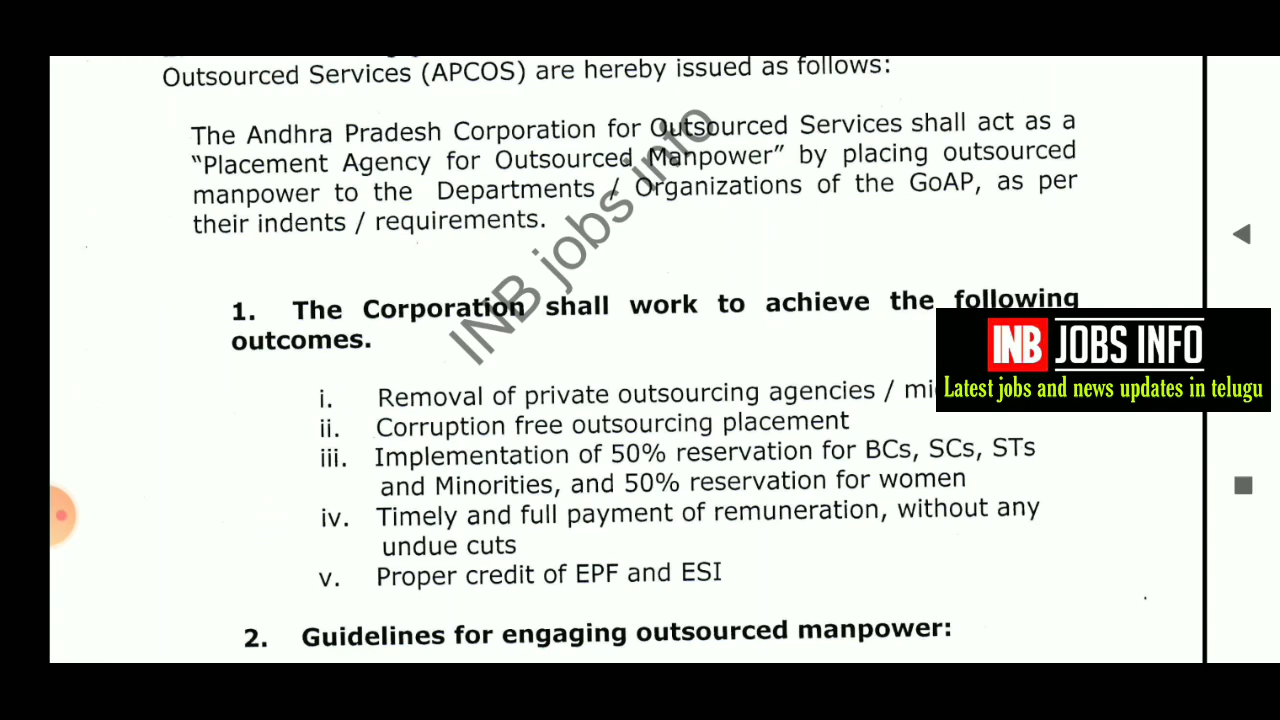 Outsourced Services (APCOS) are hereby issued as follows:
The Andhra Pradesh Corporation for Outsourced Services shall act as a
“Placement Agency for Outsourced Manpower” by placing outsourced
manpower to the Departments / Organizations of the GoAP, as per
their indents / requirements.
INB jobs info
1. The Corporation shall work to achieve the following
outcomes.
i. Removal of private outsourcing agencies /
ii. Corruption free outsourcing placement
iii. Implementation of 50% reservation for BCs, SCs, STs
and Minorities, and 50% reservation for women
iv. Timely and full payment of remuneration, without any
undue cuts
v. Proper credit of EPF and ESI
2. Guidelines for engaging outsourced manpower:
INB JOBS INFO
Latest jobs and news updates in telugu